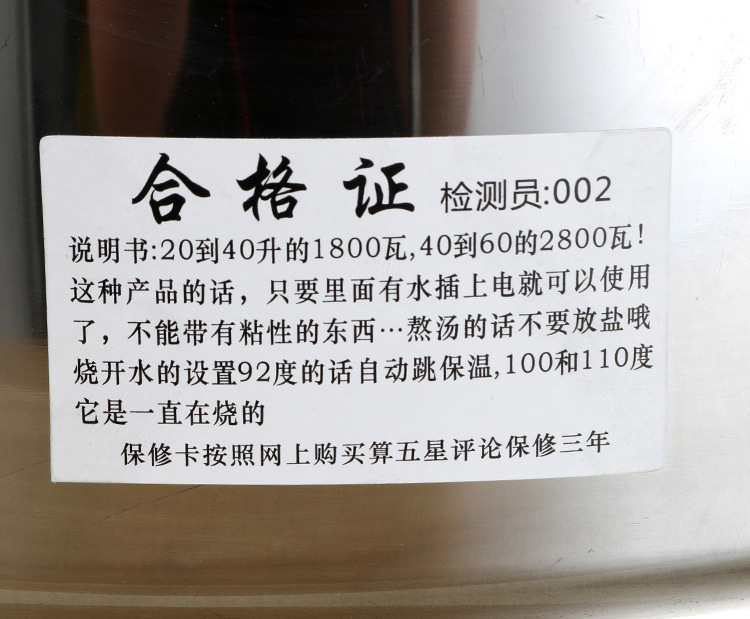 合格证 检测员:002
说明书:20到40升的1800瓦,40到60的2800瓦!
这种产品的话，只要里面有水插上电就可以使用
了，不能带有粘性的东西…熬汤的话不要放盐哦
烧开水的设置92度的话自动跳保温,100和110度
它是一直在烧的
保修卡按照网上购买算五星评论保修三年